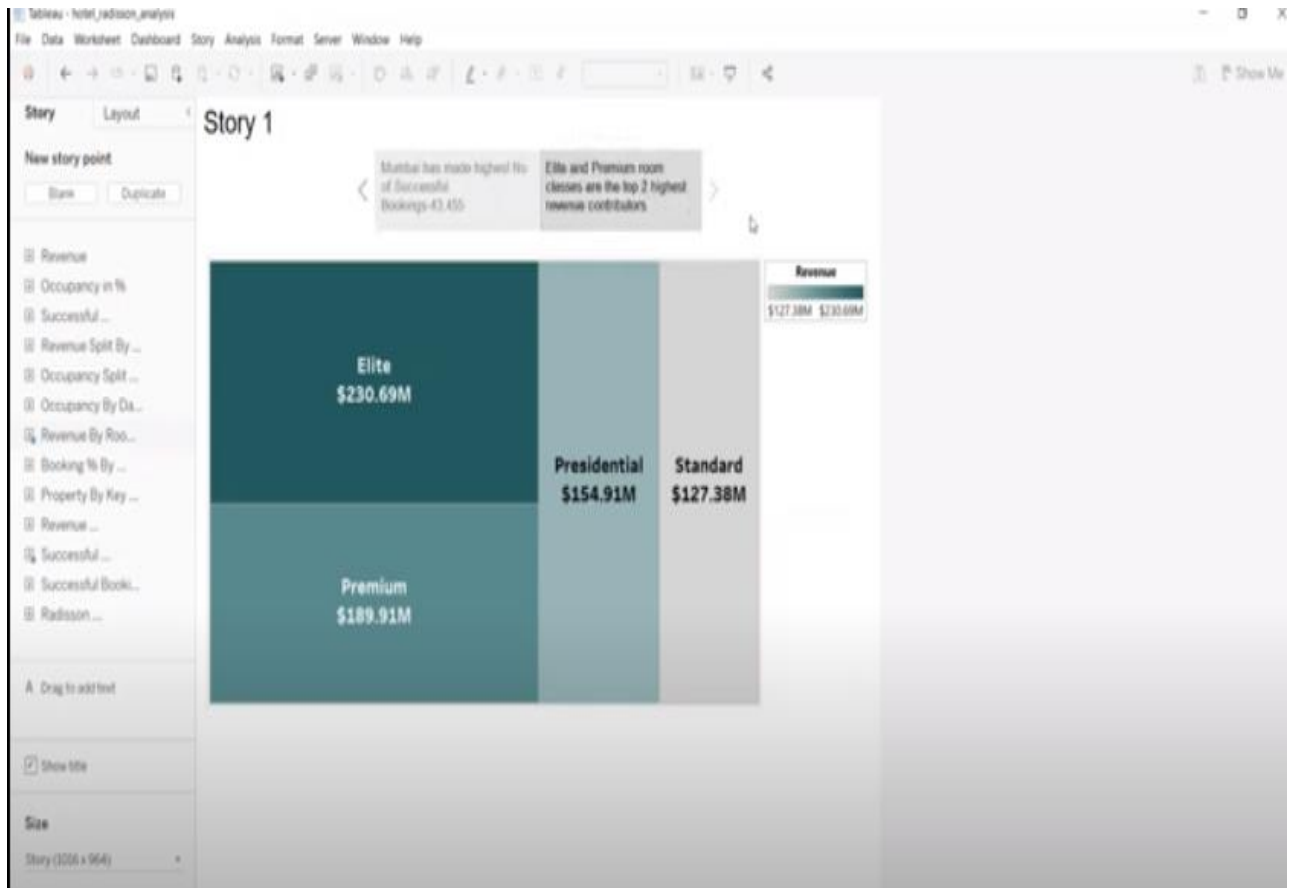 Tableau - hotel_radisson_analysis
File Data Worksheet Dashboard Story Analysis Format Server Window Help
Show Me
Story Layout
Story 1
New story point
Blank Duplicate
Mumbai has made highest No
of Successful
Bookings-43,455
Elite and Premium room
classes are the top 2 highest
revenue contributors
Revenue
Occupancy in %
Successful ...
Revenue Split By ...
Occupancy Split ...
Occupancy By Da...
Revenue By Roo...
Booking % By ...
Property By Key ...
Revenue ...
Successful ...
Successful Booki...
Radisson ...
A Drag to add text
Show title
Size
Story (1016 x 964)
Elite
$230.69M
Premium
$189.91M
Presidential
$154.91M
Standard
$127.38M
Revenue
$127.38M $230.69M